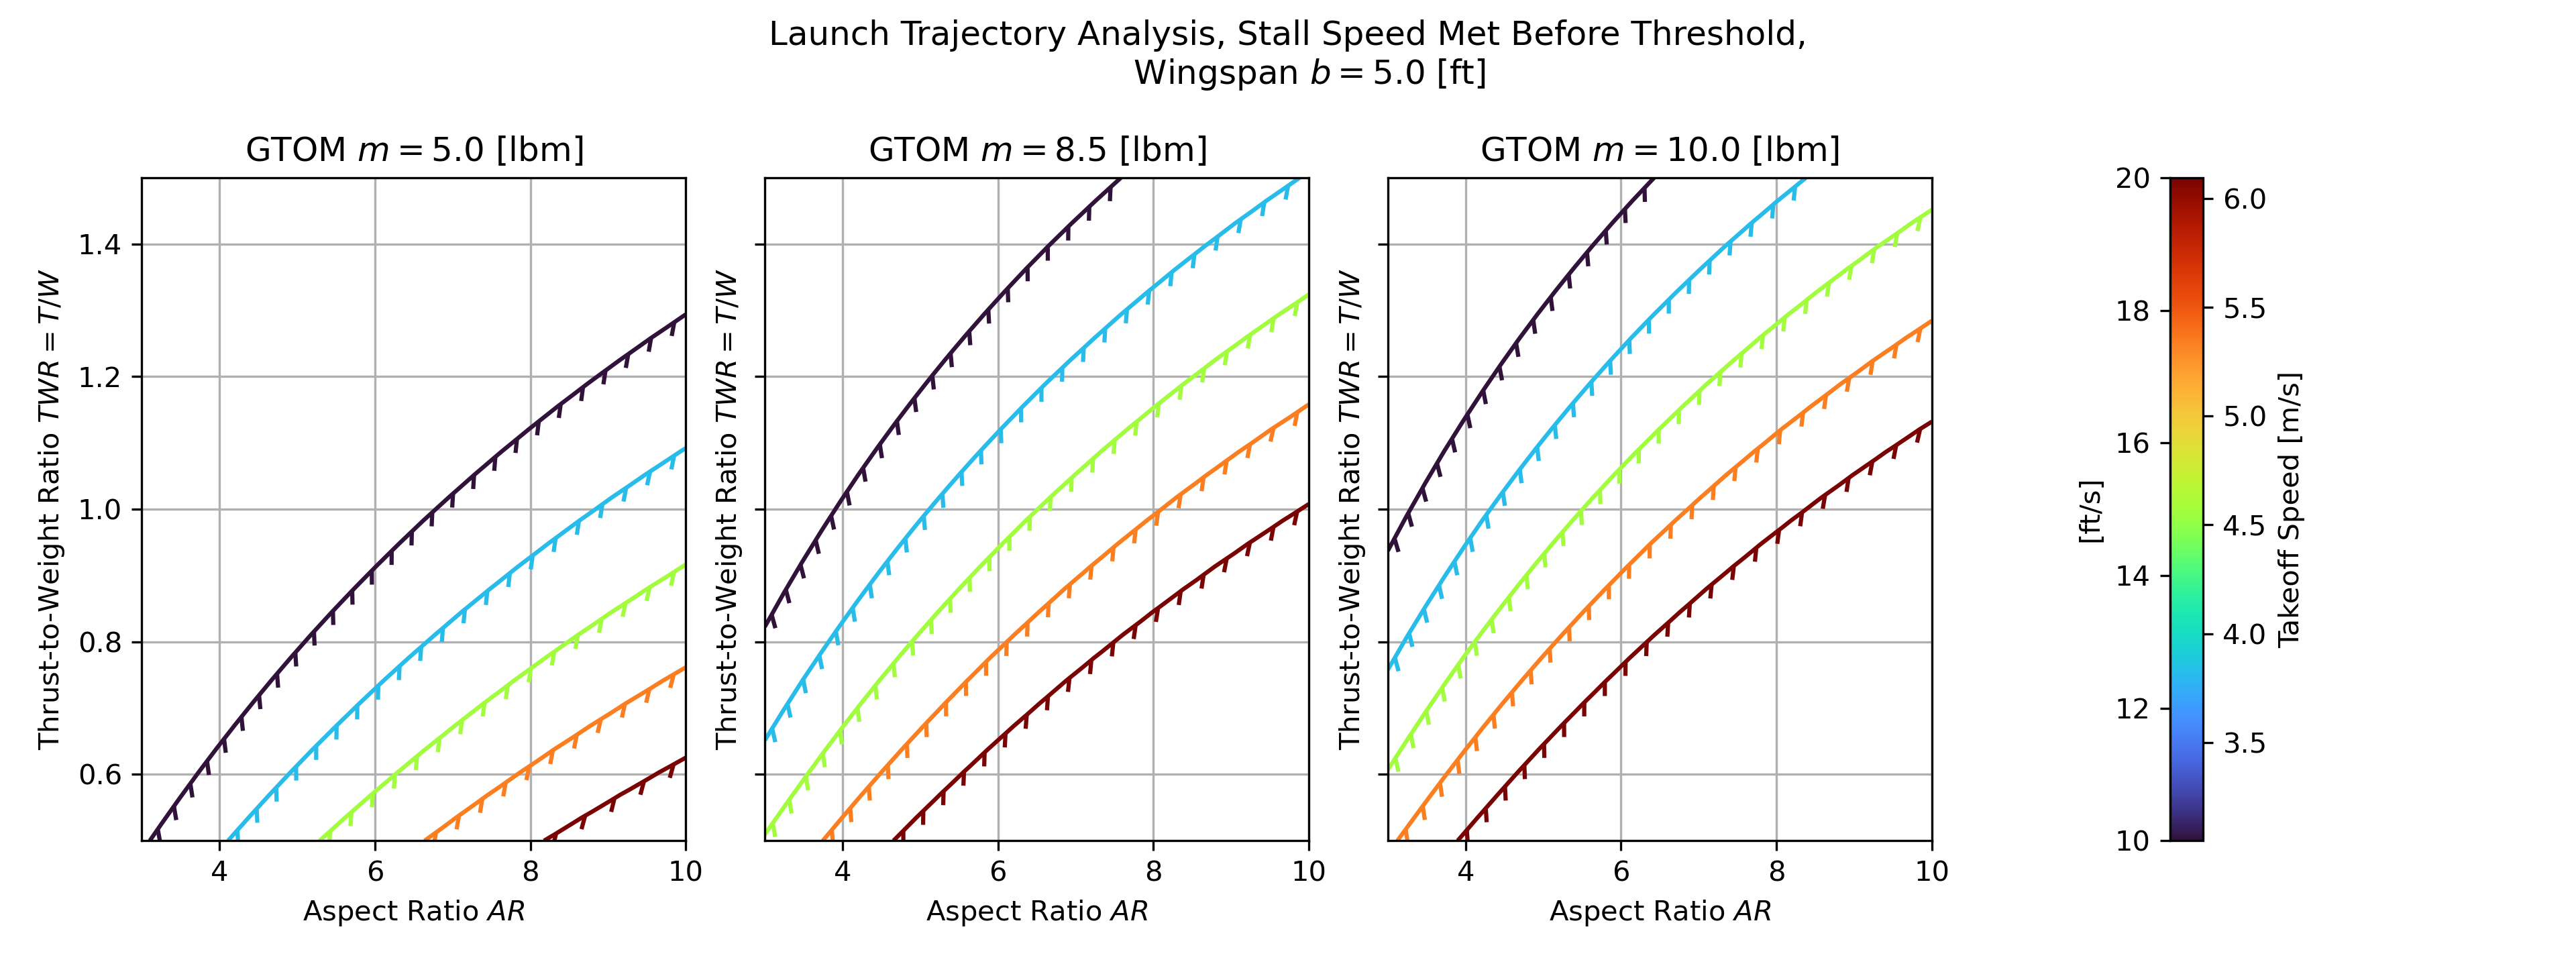 Launch Trajectory Analysis, Stall Speed Met Before Threshold,
Wingspan b = 5.0 [ft]
GTOM m = 5.0 [lbm]
GTOM m = 8.5 [lbm]
GTOM m = 10.0 [lbm]
Thrust-to-Weight Ratio TWR = T/W
1.4
1.2
1.0
0.8
0.6
4 6 8 10
Aspect Ratio AR
Thrust-to-Weight Ratio TWR = T/W
4 6 8 10
Aspect Ratio AR
Thrust-to-Weight Ratio TWR = T/W
4 6 8 10
Aspect Ratio AR
[ft/s]
20
18
16
14
12
10
6.0
5.5
5.0
4.5
4.0
3.5
Takeoff Speed [m/s]